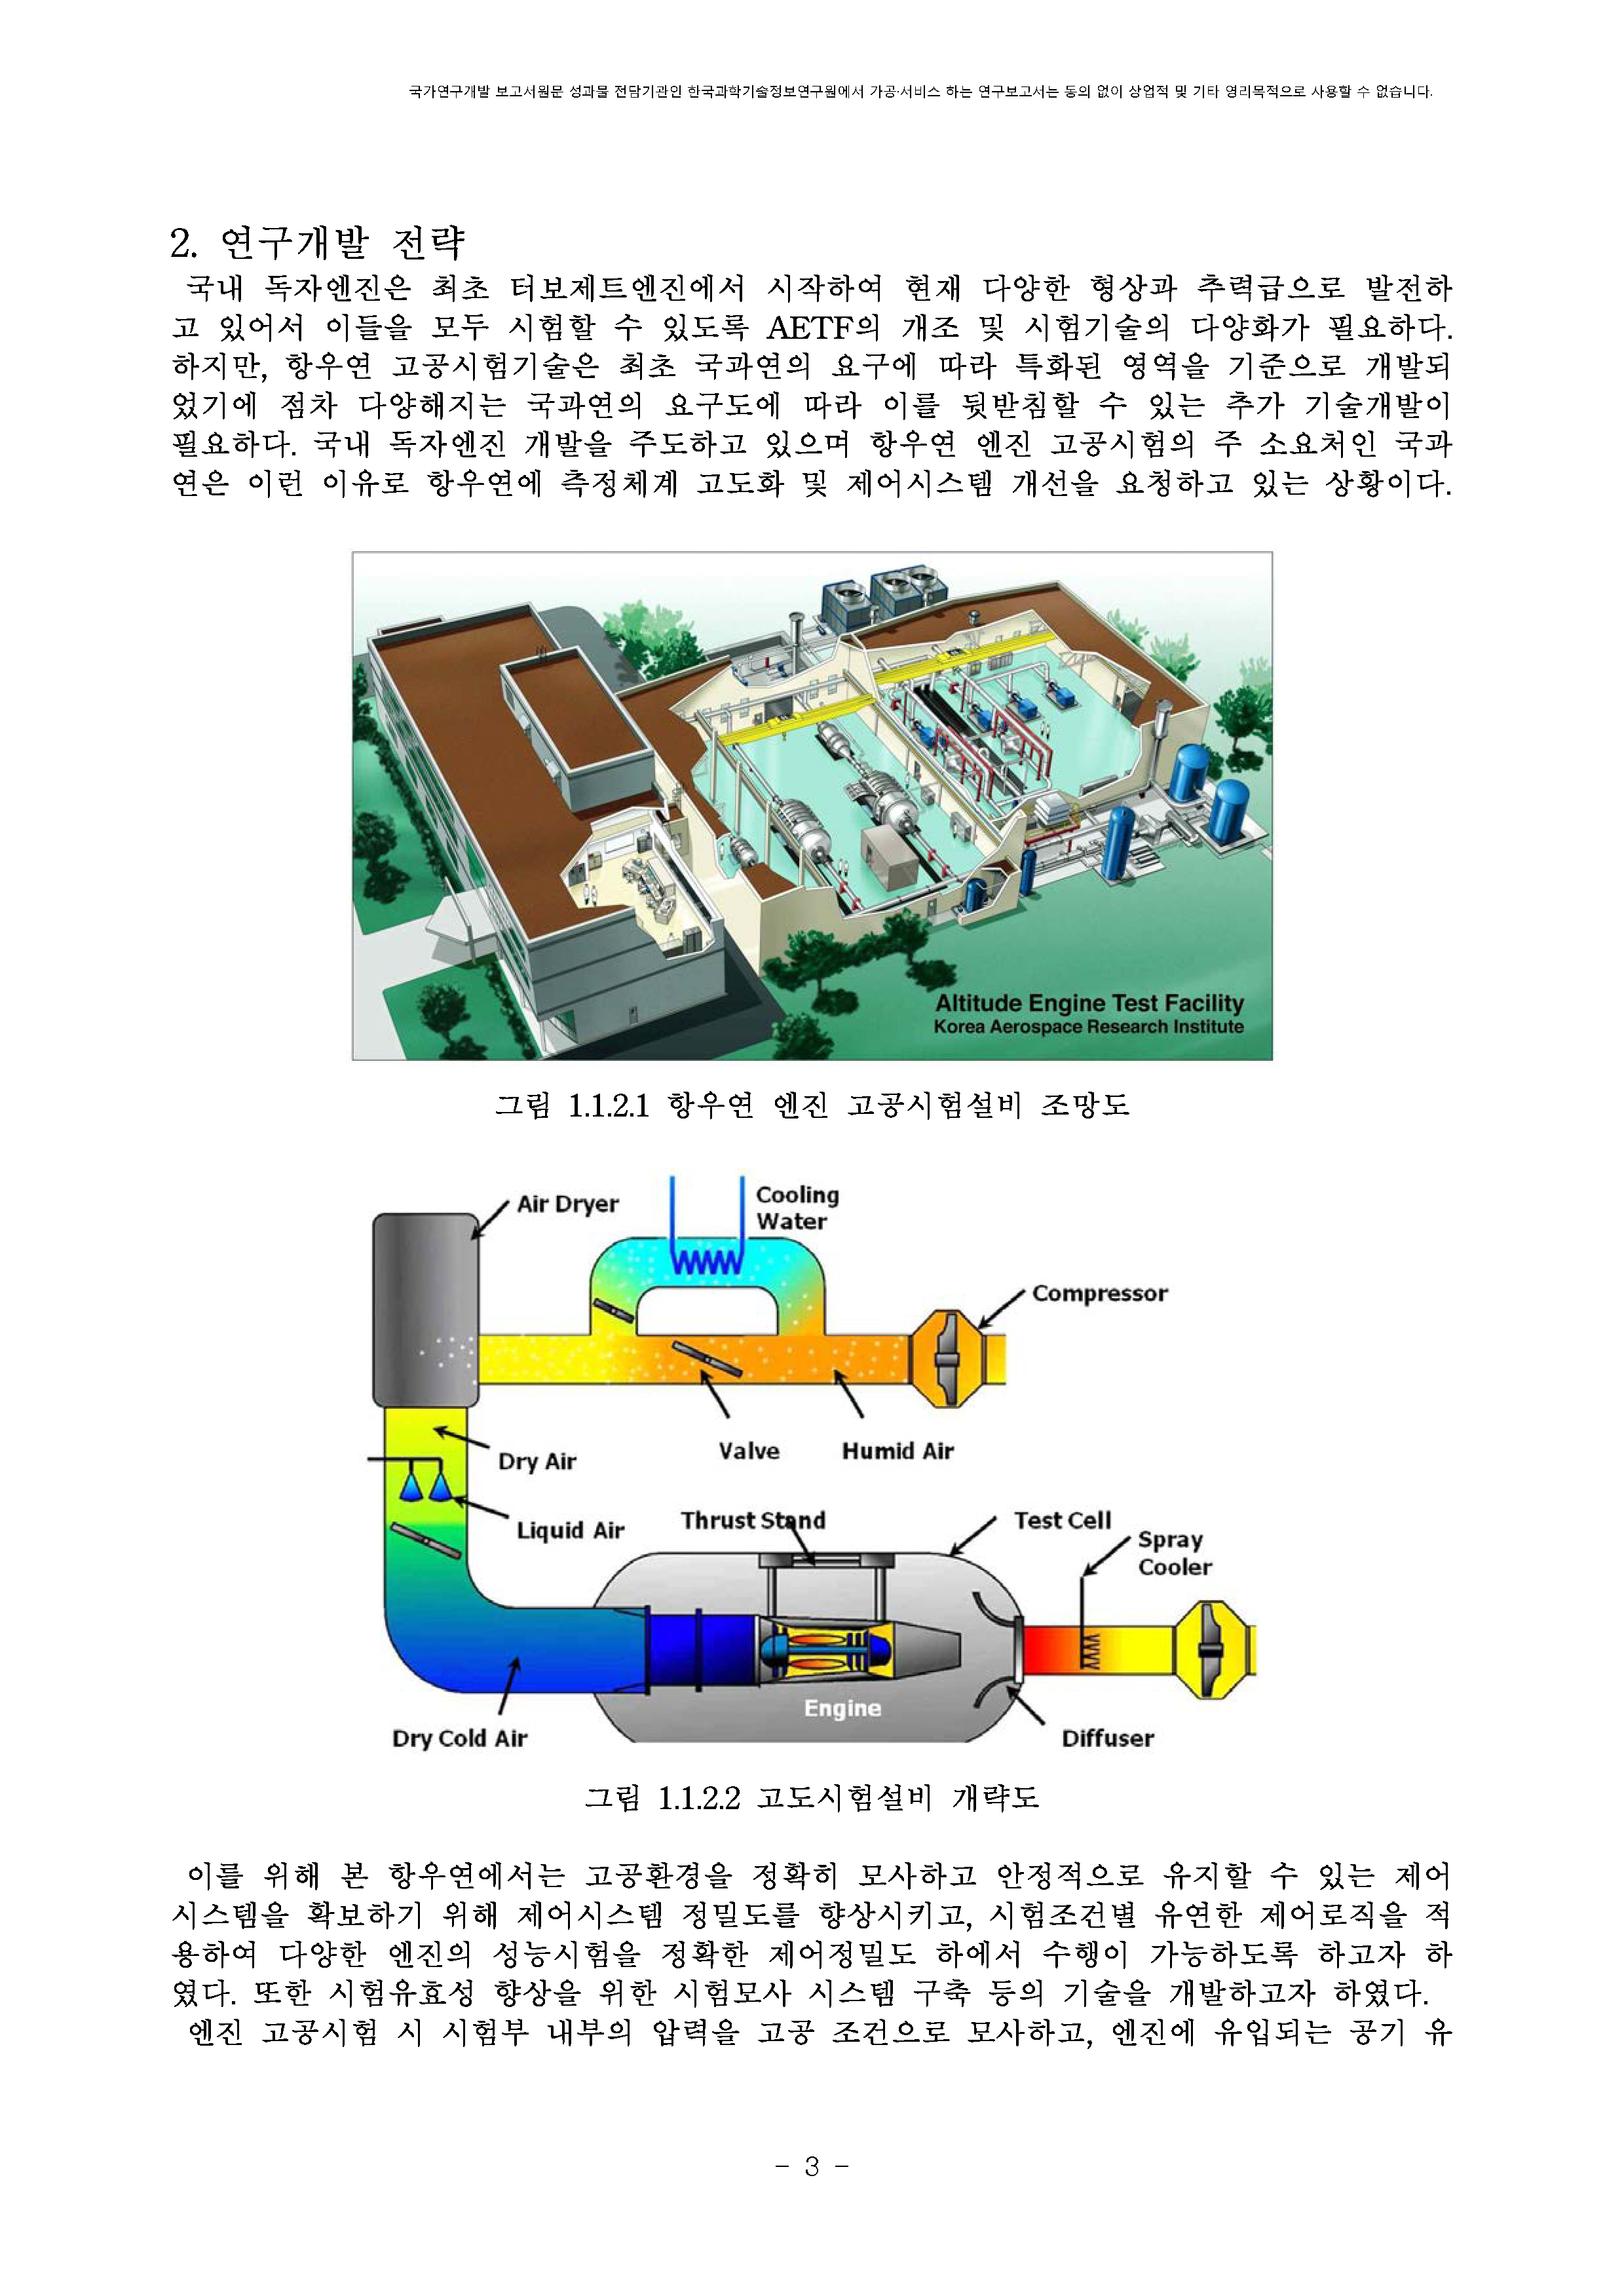 국가연구개발 보고서원문 성과물 전담기관인 한국과학기술정보연구원에서 가공·서비스 하는 연구보고서는 동의 없이 상업적 및 기타 영리목적으로 사용할 수 없습니다.
2. 연구개발 전략
국내 독자엔진은 최초 터보제트엔진에서 시작하여 현재 다양한 형상과 추력급으로 발전하
고 있어서 이들을 모두 시험할 수 있도록 AETF의 개조 및 시험기술의 다양화가 필요하다.
하지만, 항우연 고공시험기술은 최초 국과연의 요구에 따라 특화된 영역을 기준으로 개발되
었기에 점차 다양해지는 국과연의 요구도에 따라 이를 뒷받침할 수 있는 추가 기술개발이
필요하다. 국내 독자엔진 개발을 주도하고 있으며 항우연 엔진 고공시험의 주 소요처인 국과
연은 이런 이유로 항우연에 측정체계 고도화 및 제어시스템 개선을 요청하고 있는 상황이다.
Altitude Engine Test Facility
Korea Aerospace Research Institute
그림 1.1.2.1 항우연 엔진 고공시험설비 조망도
Air Dryer
Cooling
Water
Compressor
Valve
Humid Air
Dry Air
Liquid Air
Thrust Stand
Test Cell
Spray
Cooler
Engine
Dry Cold Air
Diffuser
그림 1.1.2.2 고도시험설비 개략도
이를 위해 본 항우연에서는 고공환경을 정확히 모사하고 안정적으로 유지할 수 있는 제어
시스템을 확보하기 위해 제어시스템 정밀도를 향상시키고, 시험조건별 유연한 제어로직을 적
용하여 다양한 엔진의 성능시험을 정확한 제어정밀도 하에서 수행이 가능하도록 하고자 하
였다. 또한 시험유효성 향상을 위한 시험모사 시스템 구축 등의 기술을 개발하고자 하였다.
엔진 고공시험 시 시험부 내부의 압력을 고공 조건으로 모사하고, 엔진에 유입되는 공기 유
- 3 -